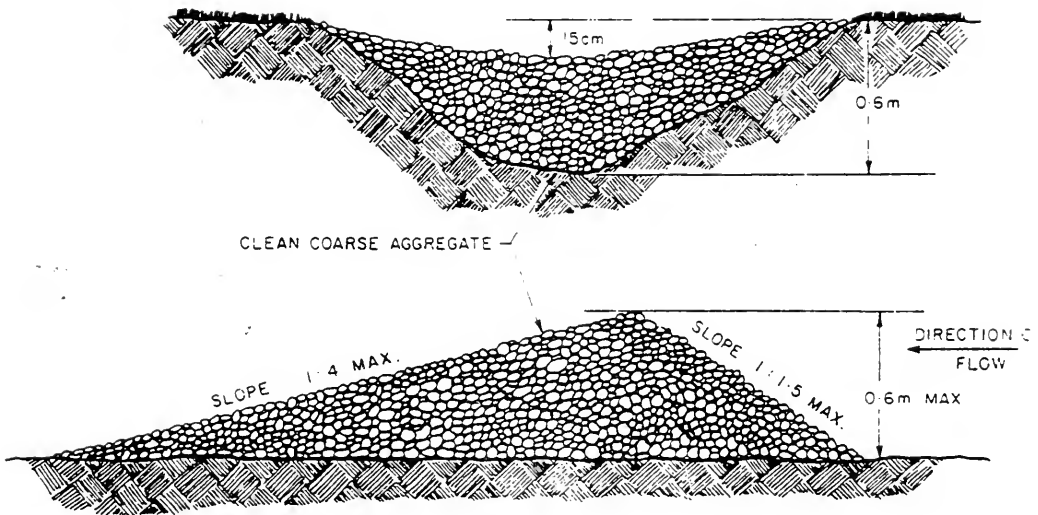 15cm
0·6m
CLEAN COARSE AGGREGATE
SLOPE 1:4 MAX.
SLOPE 1:1·5 MAX.
DIRECTION
FLOW
0·6m MAX